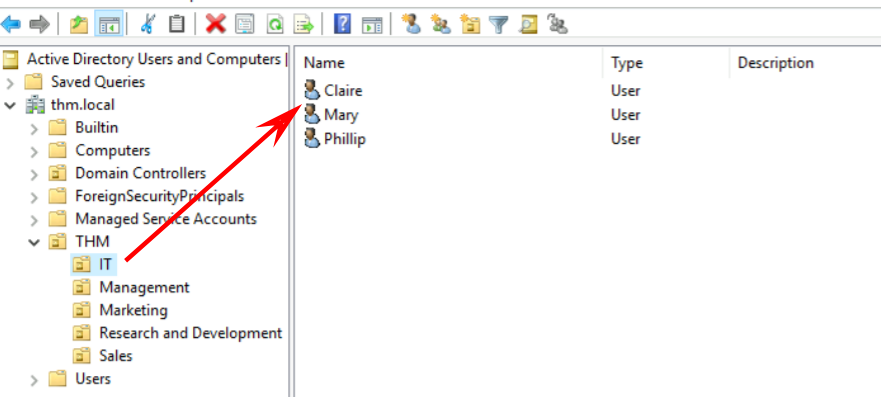 Active Directory Users and Computers
Name
Type
Description
Saved Queries
thm.local
Builtin
Computers
Domain Controllers
ForeignSecurityPrincipals
Managed Service Accounts
THM
IT
Management
Marketing
Research and Development
Sales
Users
Claire
User
Mary
User
Phillip
User